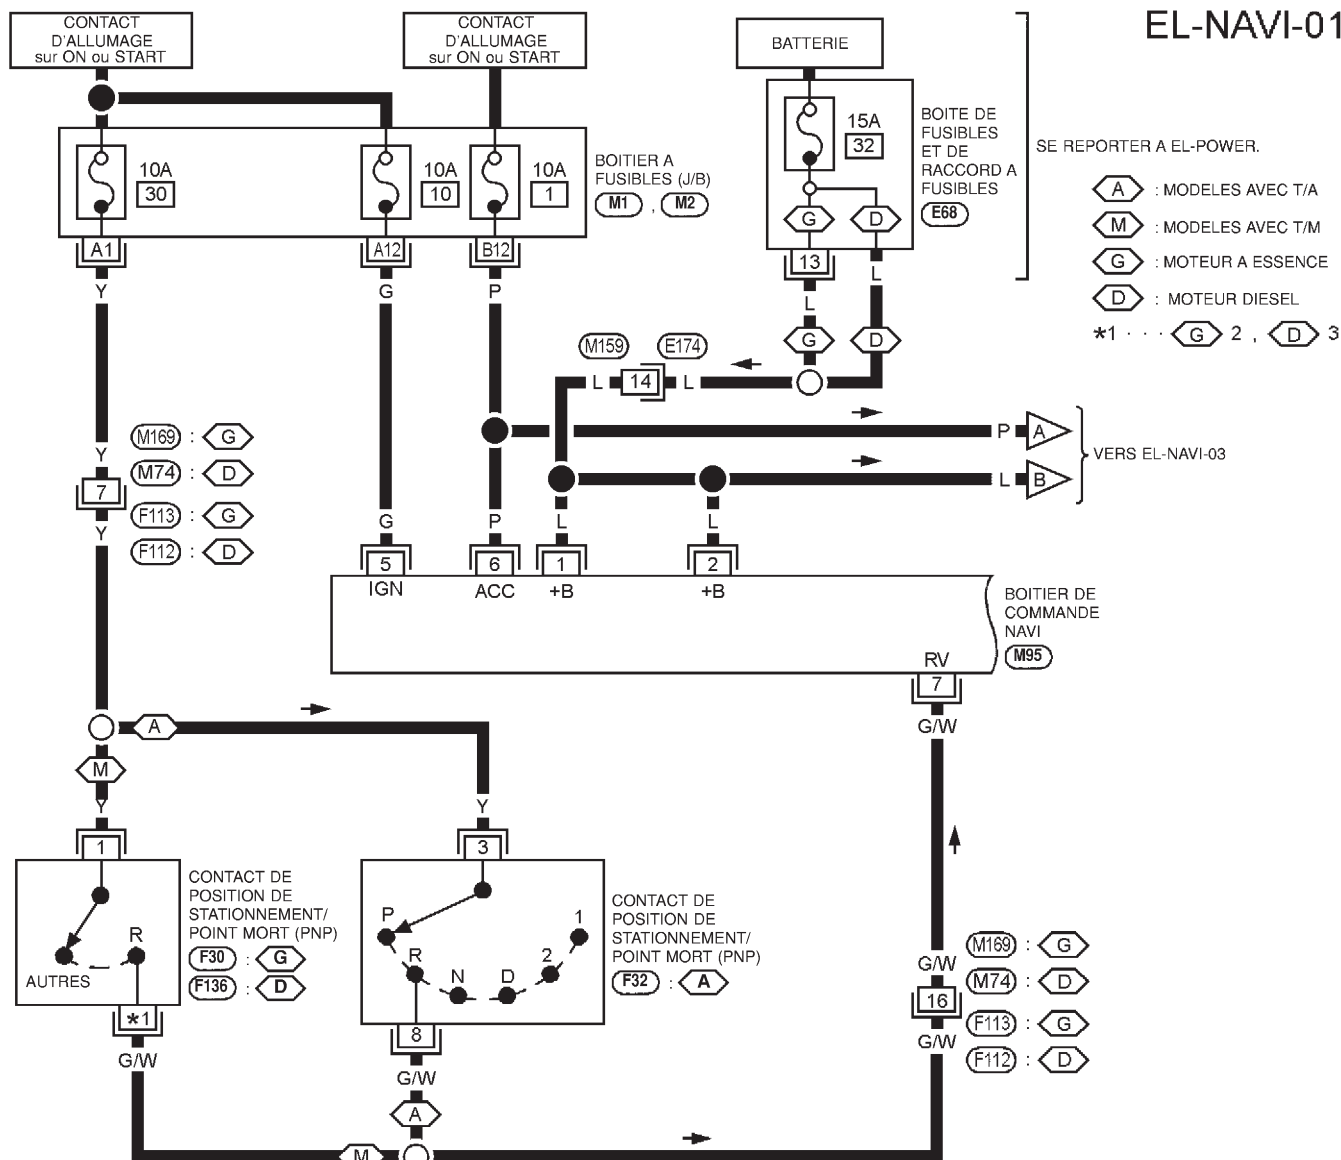 EL-NAVI-01
CONTACT
D'ALLUMAGE
sur ON ou START
CONTACT
D'ALLUMAGE
sur ON ou START
BATTERIE
10A
30
10A
10
10A
1
BOITIER A
FUSIBLES (J/B)
M1 , M2
15A
32
G D
BOITE DE
FUSIBLES
ET DE
RACCORD A
FUSIBLES
E68
SE REPORTER A EL-POWER.
A : MODELES AVEC T/A
M : MODELES AVEC T/M
G : MOTEUR A ESSENCE
D : MOTEUR DIESEL
*1 · · · G 2 , D 3
A1
A12
B12
13
Y
G
P
L
L
G
D
M159
E174
L 14 L
P A
L B
VERS EL-NAVI-03
M169 : G
M74 : D
F113 : G
F112 : D
Y
7
Y
G
P
L
L
5
6
1
2
IGN
ACC
+B
+B
BOITIER DE
COMMANDE
NAVI
M95
RV
7
G/W
A
M
Y
Y
1
3
CONTACT DE
POSITION DE
STATIONNEMENT/
POINT MORT (PNP)
F30 : G
F136 : D
AUTRES
R
*1
G/W
P
R
N
D
2
1
CONTACT DE
POSITION DE
STATIONNEMENT/
POINT MORT (PNP)
F32 : A
8
G/W
A
M
G/W
16
G/W
M169 : G
M74 : D
F113 : G
F112 : D